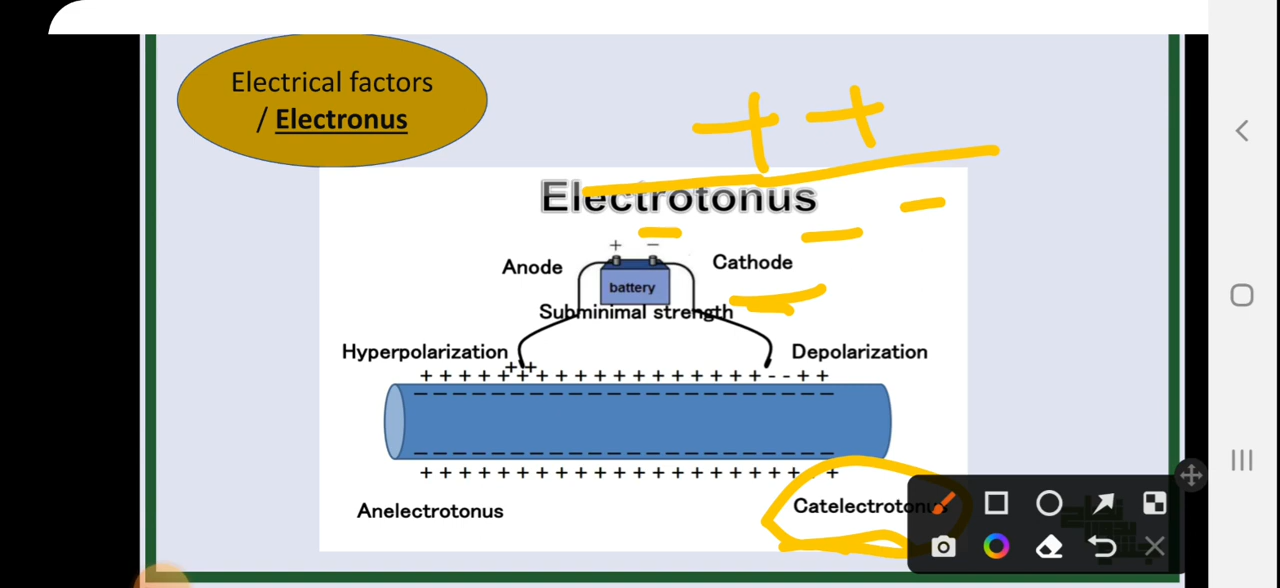 Electrical factors
/ Electronus
Electrotonus
+ −
Anode
Cathode
battery
Subminimal strength
Hyperpolarization
Depolarization
+++
+ + + + + + + + + + + + + + + + + + - - + +
− − − − − − − − − − − − − − − − − − − − − −
− − − − − − − − − − − − − − − − − − − − − −
+ + + + + + + + + + + + + + + + + + + + + +
Anelectrotonus
Catelectrotonus